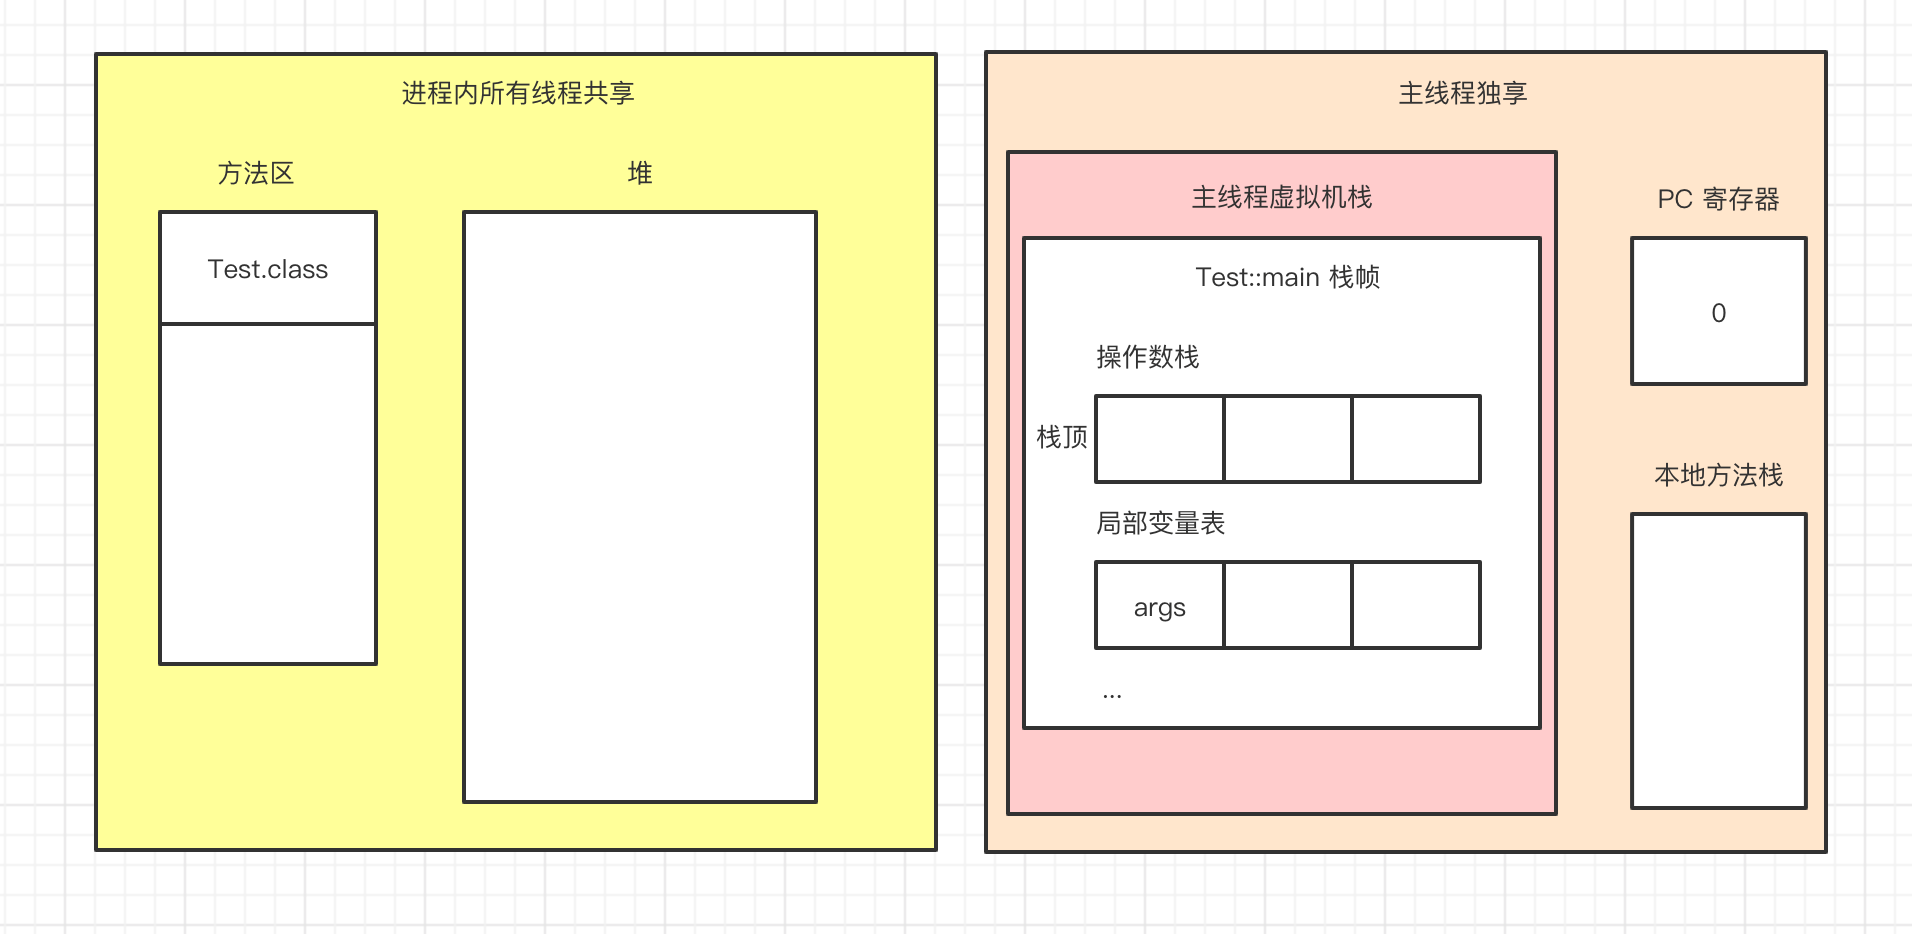 进程内所有线程共享
方法区
堆
Test.class
主线程独享
主线程虚拟机栈
Test::main 栈帧
操作数栈
栈顶
局部变量表
args
...
PC 寄存器
0
本地方法栈